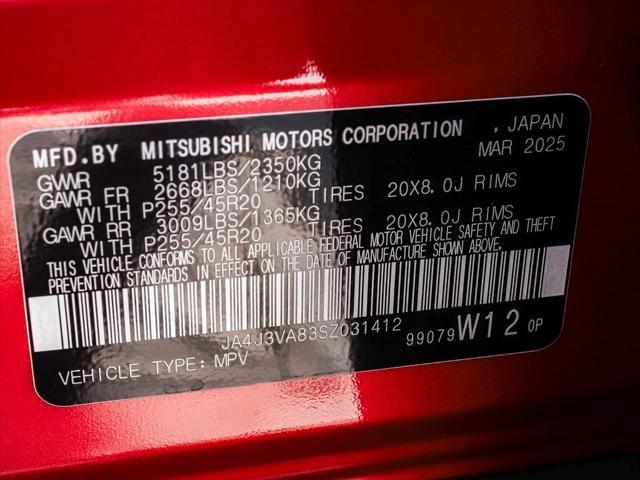 MFD.BY MITSUBISHI MOTORS CORPORATION , JAPAN
MAR 2025
GVWR 5181LBS/2350KG
GAWR FR 2668LBS/1210KG TIRES 20X8.0J RIMS
WITH P255/45R20
GAWR RR 3009LBS/1365KG TIRES 20X8.0J RIMS
WITH P255/45R20
THIS VEHICLE CONFORMS TO ALL APPLICABLE FEDERAL MOTOR VEHICLE SAFETY AND THEFT
PREVENTION STANDARDS IN EFFECT ON THE DATE OF MANUFACTURE SHOWN ABOVE.
JA4J3VA83SZ031412
99079 W12 0P
VEHICLE TYPE: MPV